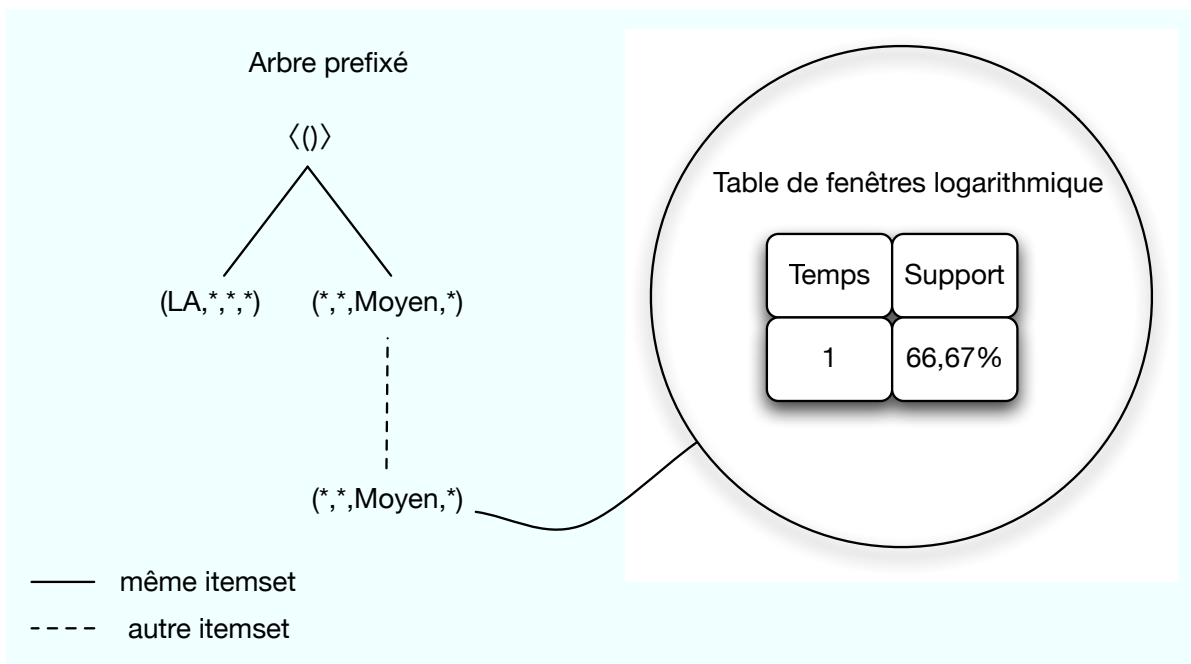 Arbre prefixé
⟨()⟩
(LA,*,*,*) (*,*,Moyen,*)
(*,*,Moyen,*)
même itemset
autre itemset
Table de fenêtres logarithmique
Temps Support
1 66,67%